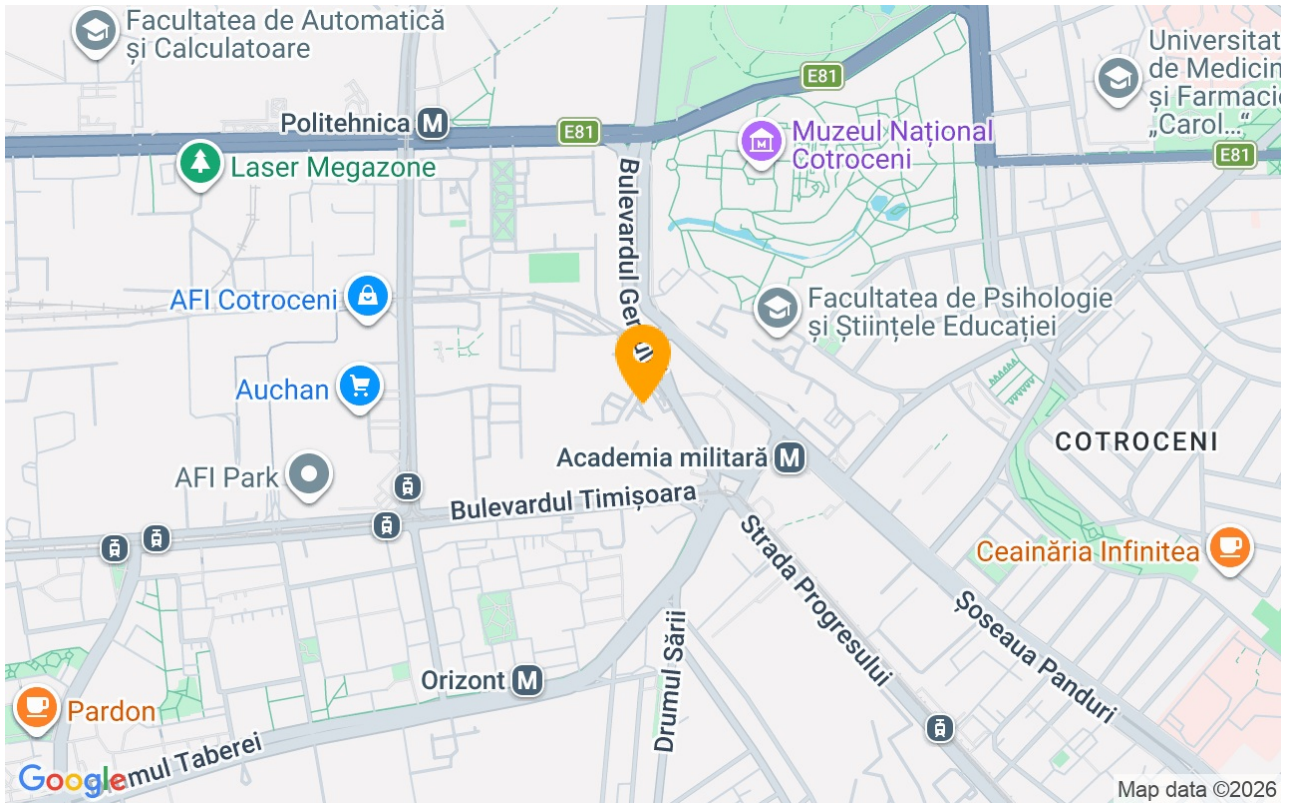 Facultatea de Automatică
și Calculatoare
Universitat
de Medicin
și Farmacie
„Carol...“
E81
Politehnica M
E81
Muzeul Național
Cotroceni
E81
Laser Megazone
Bulevardul Ger
AFI Cotroceni
Facultatea de Psihologie
și Științele Educației
Auchan
COTROCENI
Academia militară M
AFI Park
Bulevardul Timișoara
Strada Progresului
Ceainăria Infinitea
Șoseaua Panduri
Drumul Sării
Orizont M
Pardon
mul Taberei
Google
Map data ©2026